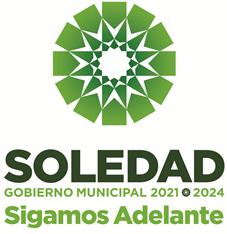 SOLEDAD
GOBIERNO MUNICIPAL 2021 2024
Sigamos Adelante